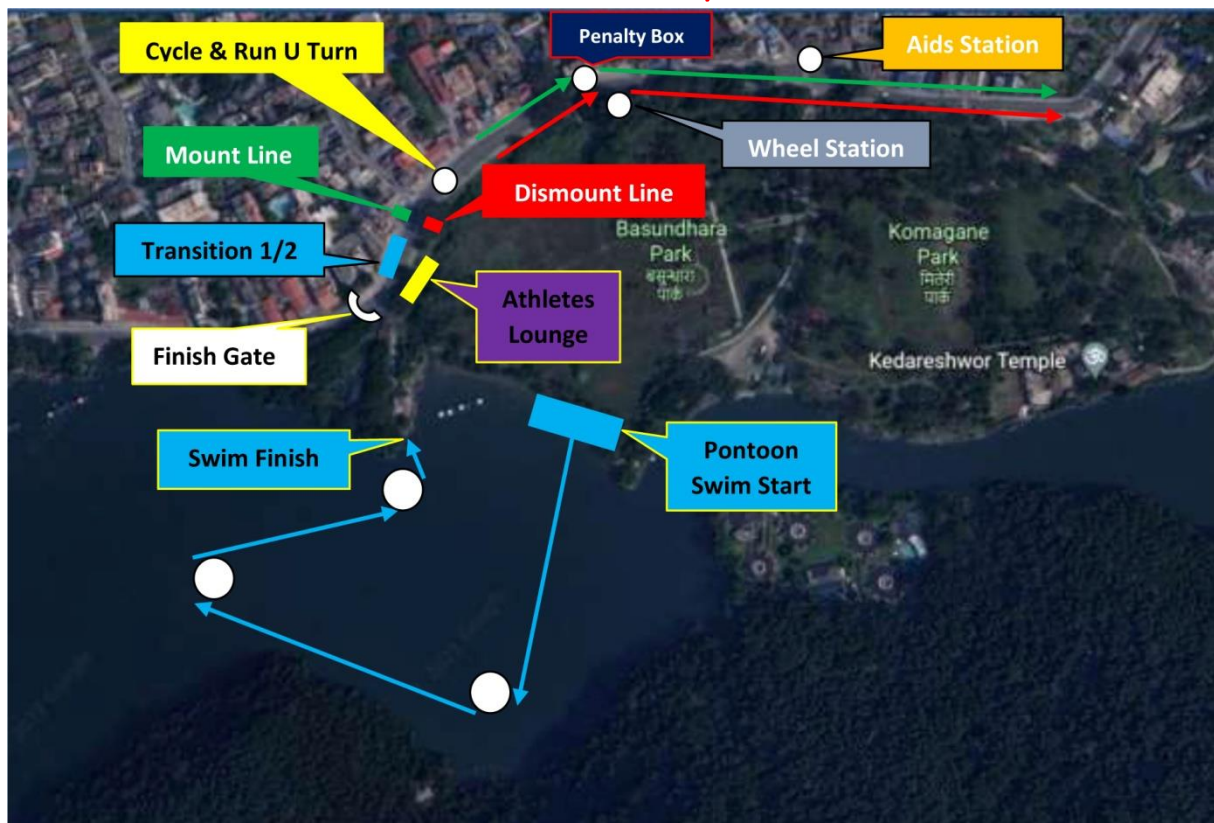 Penalty Box
Cycle & Run U Turn
Aids Station
Mount Line
Wheel Station
Dismount Line
Transition 1/2
Basundhara
Park
बसुन्धारा
पार्क
Komagane
Park
मितेरी
पार्क
Athletes
Lounge
Finish Gate
Kedareshwor Temple
Swim Finish
Pontoon
Swim Start